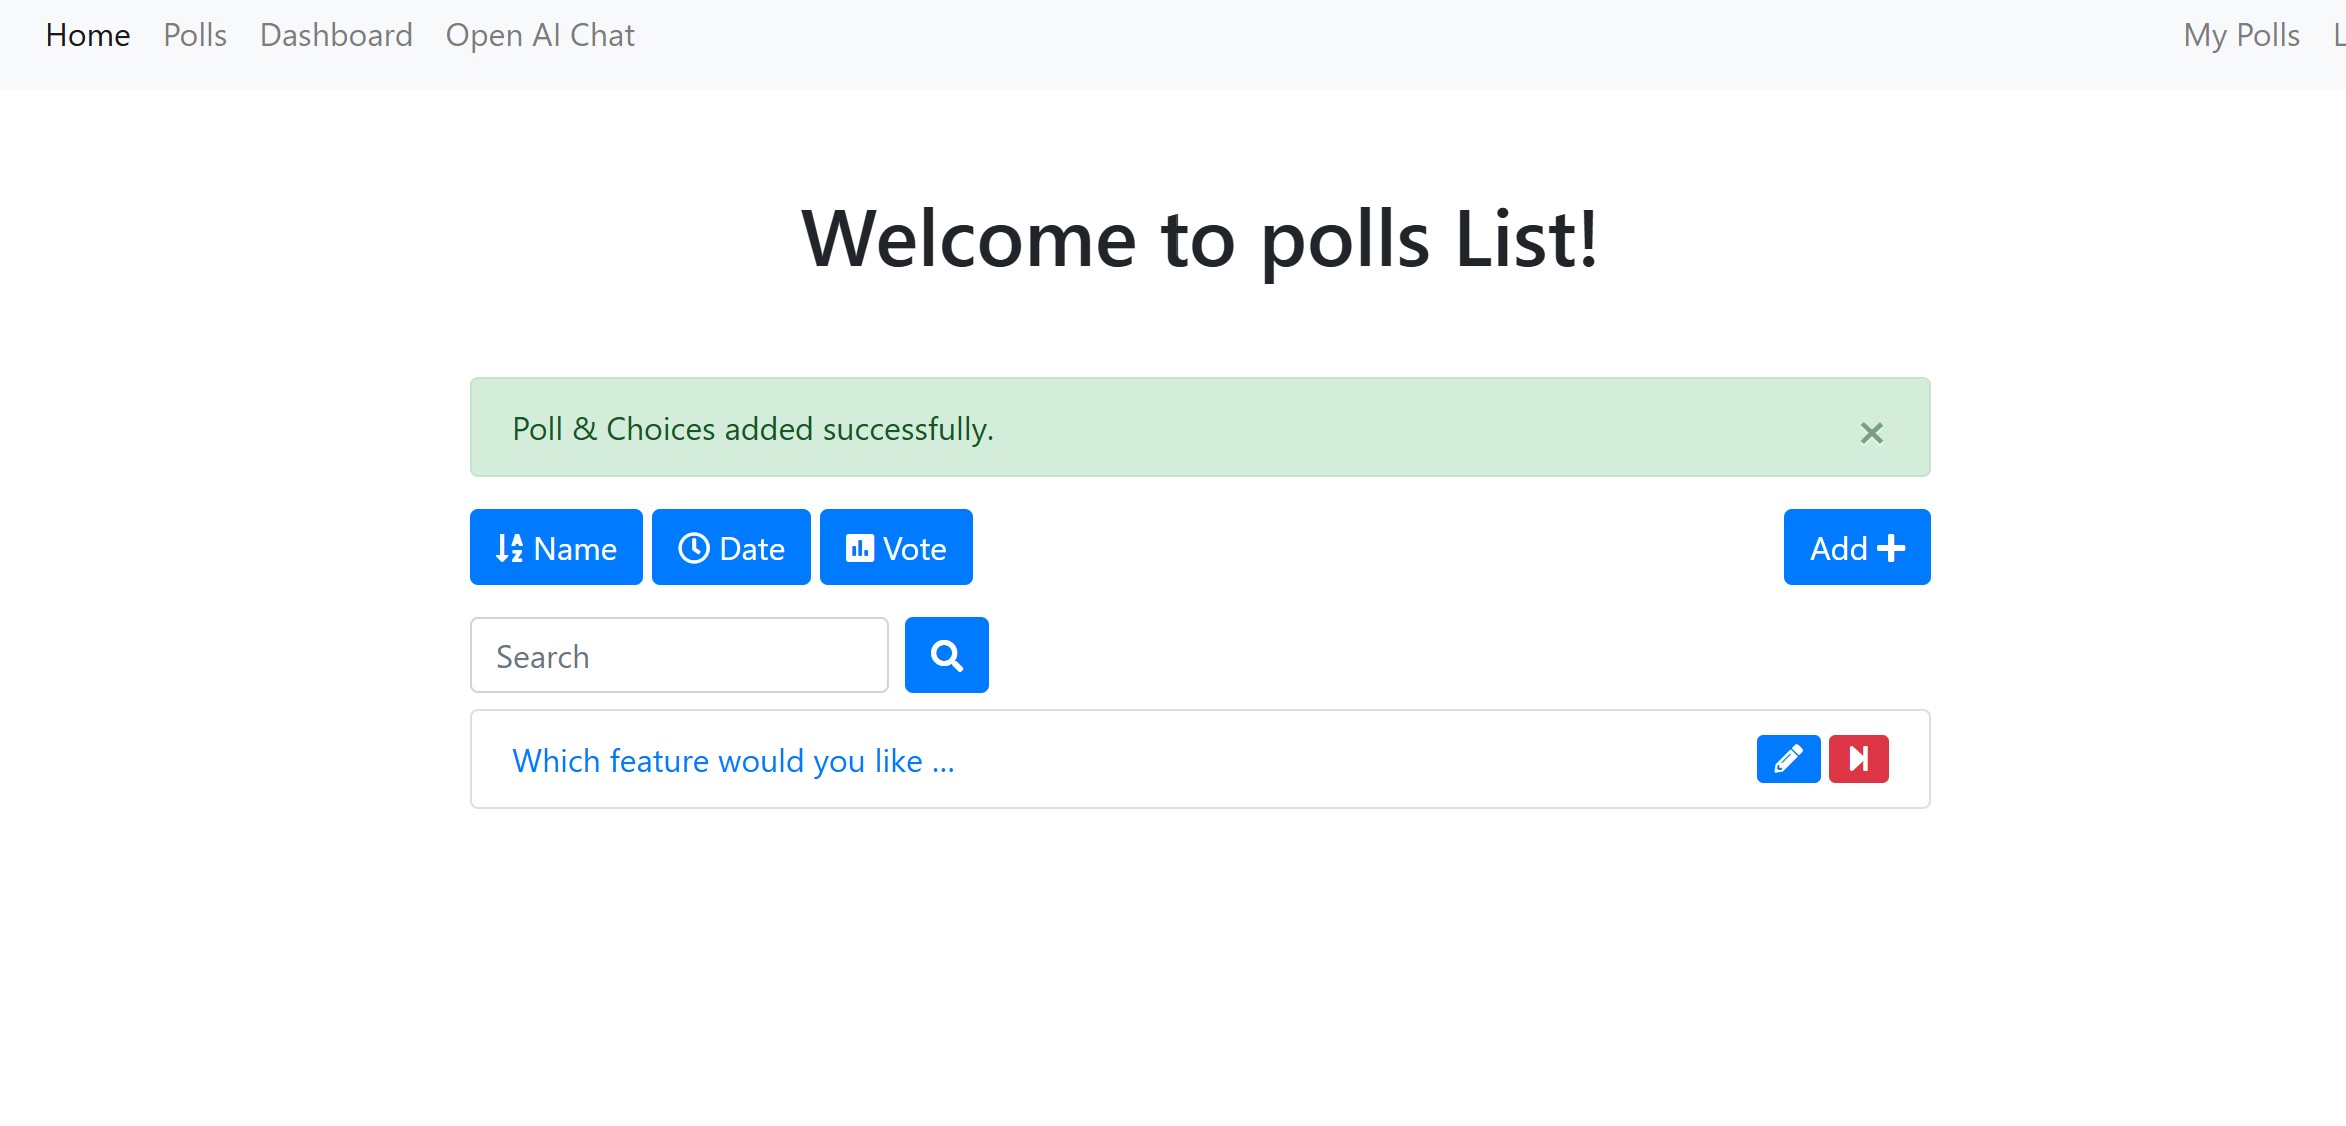 Home Polls Dashboard Open AI Chat My Polls
Welcome to polls List!
Poll & Choices added successfully.
Name Date Vote Add
Search
Which feature would you like ...